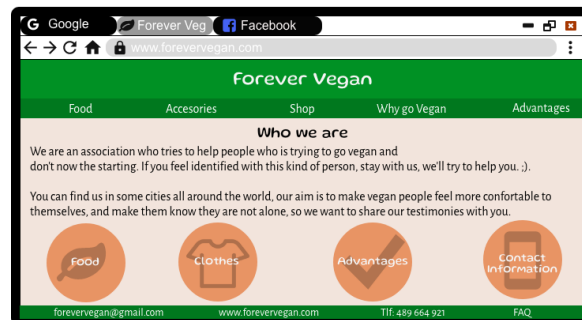 G Google Forever Veg Facebook
www.forevervegan.com
Forever Vegan
Food Accesories Shop Why go Vegan Advantages
Who we are
We are an association who tries to help people who is trying to go vegan and
don't now the starting. If you feel identified with this kind of person, stay with us, we'll try to help you. ;).
You can find us in some cities all around the world, our aim is to make vegan people feel more confortable to
themselves, and make them know they are not alone, so we want to share our testimonies with you.
Food Clothes Advantages Contact
Information
forevervegan@gmail.com www.forevervegan.com Tlf: 489 664 921 FAQ